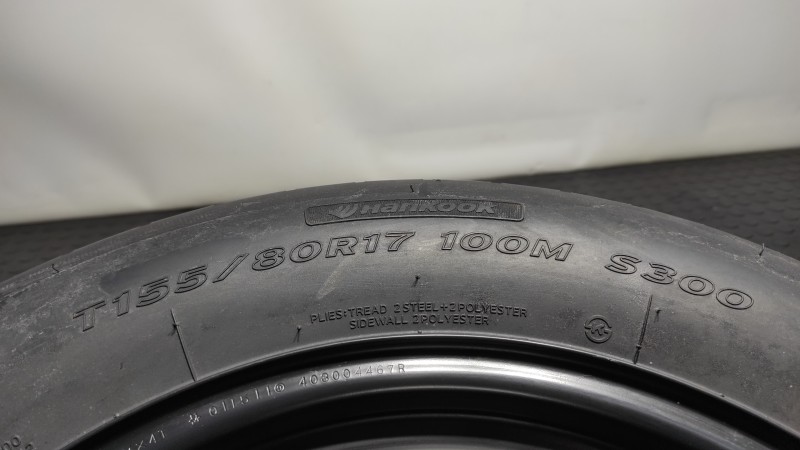 Hankook
T155/80R17 100M S300
PLIES:TREAD 2STEEL+2POLYESTER
SIDEWALL 2POLYESTER